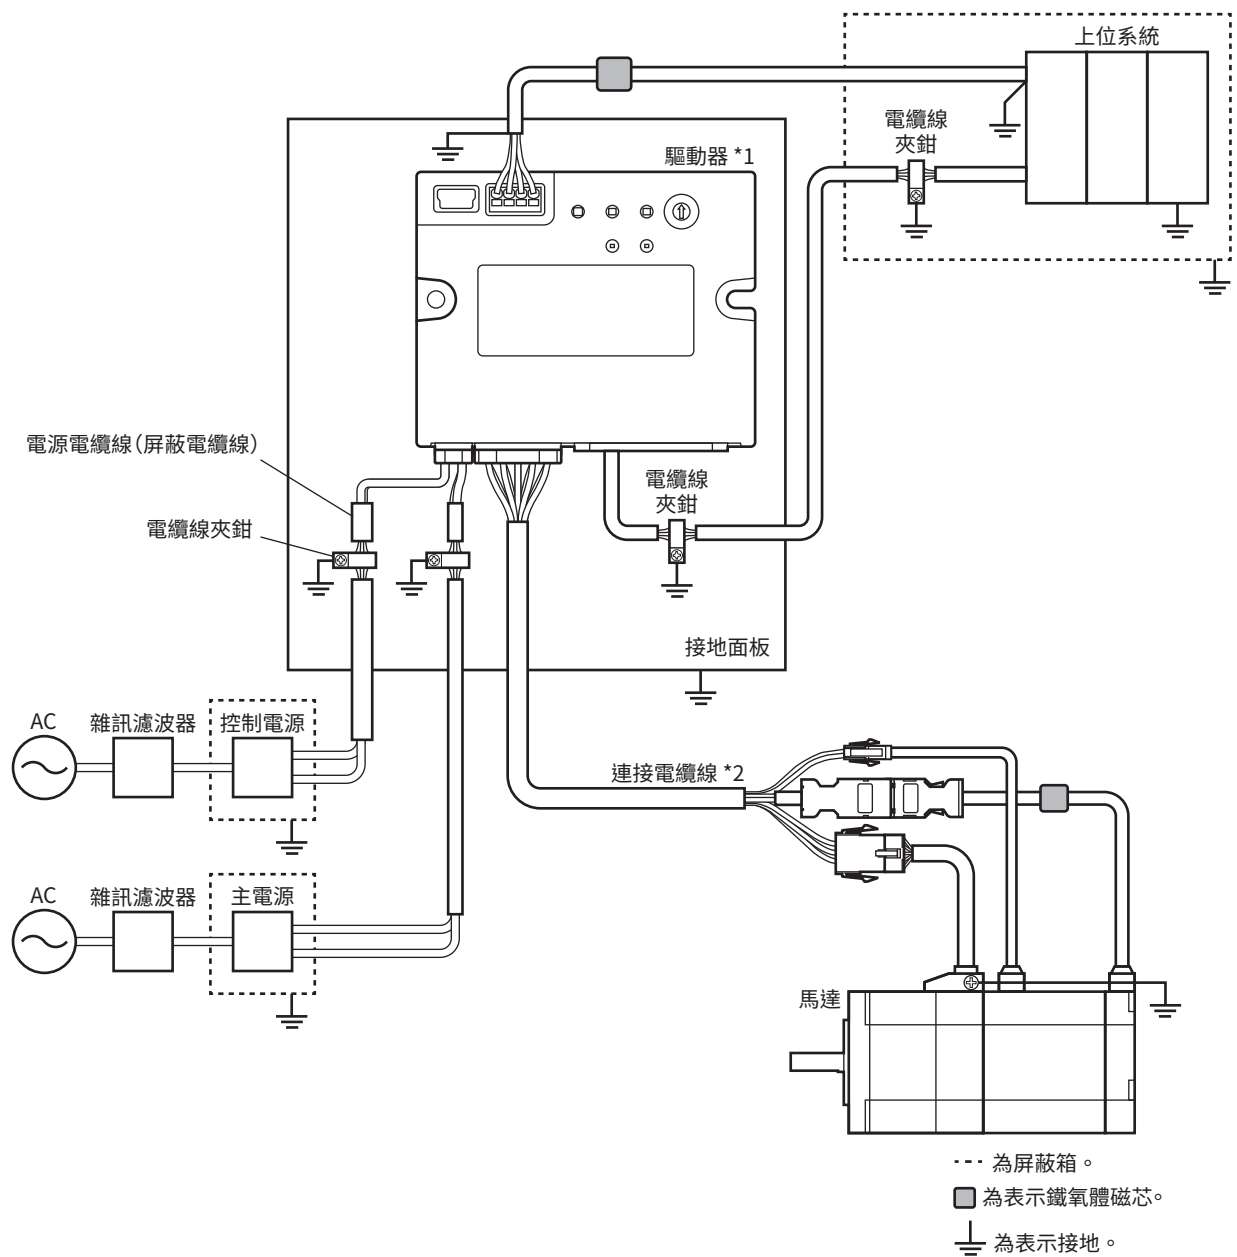 上位系統
電纜線
夾鉗
驅動器 *1
電源電纜線（屏蔽電纜線）
電纜線
夾鉗
電纜線夾鉗
接地面板
AC
雜訊濾波器
控制電源
連接電纜線 *2
AC
雜訊濾波器
主電源
馬達
為屏蔽箱。
為表示鐵氧體磁芯。
為表示接地。